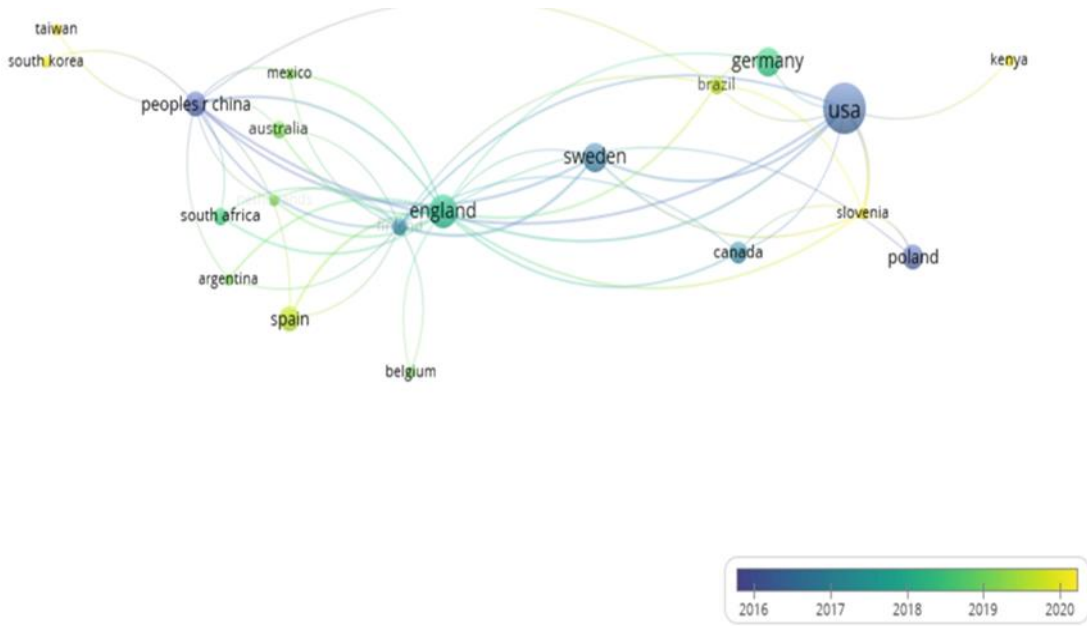 taiwan
south korea
mexico
peoples r china
australia
germany
brazil
kenya
usa
sweden
south africa
england
slovenia
canada
poland
argentina
spain
belgium
2016 2017 2018 2019 2020